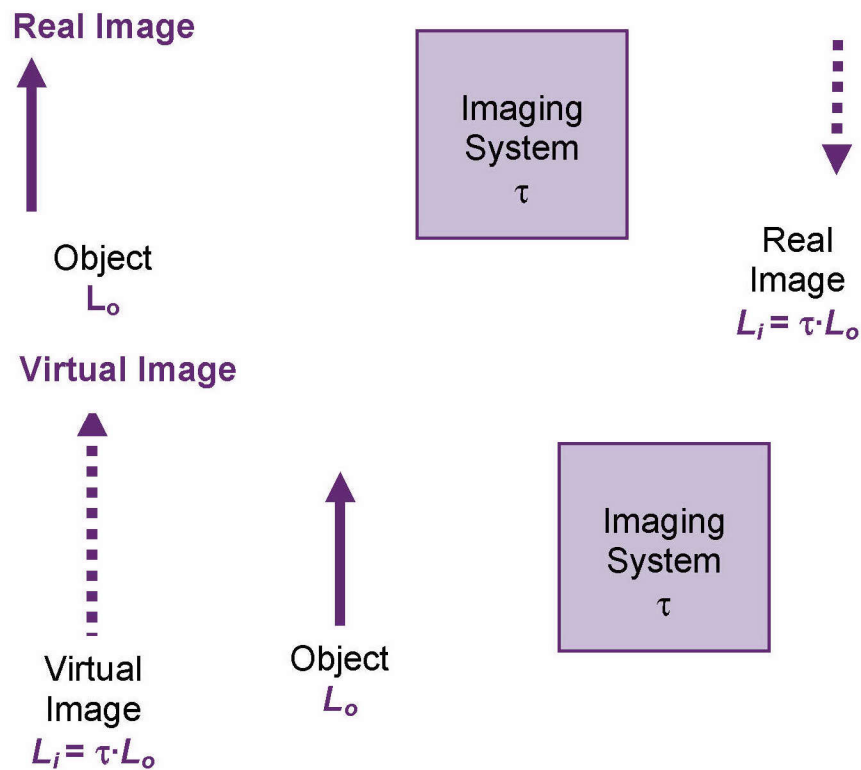 Real Image
Imaging
System
τ
Object
Lₒ
Real
Image
Lᵢ = τ·Lₒ
Virtual Image
Imaging
System
τ
Object
Lₒ
Virtual
Image
Lᵢ = τ·Lₒ